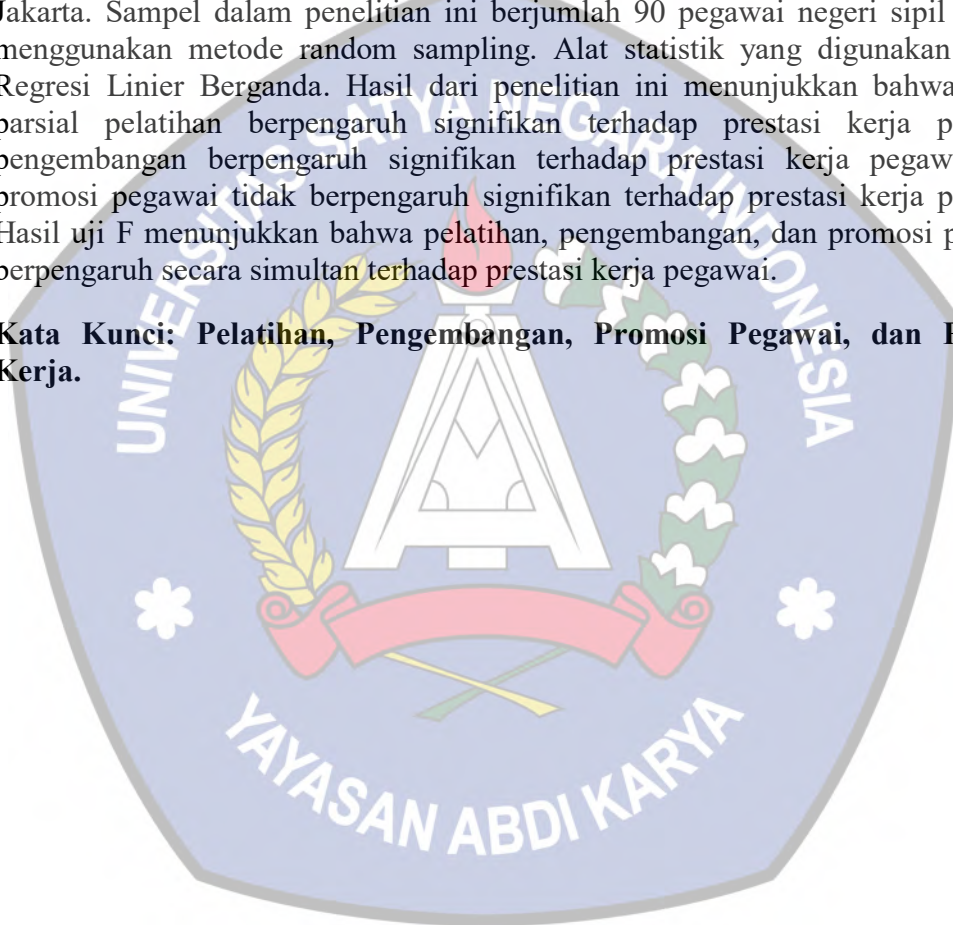 Jakarta. Sampel dalam penelitian ini berjumlah 90 pegawai negeri sipil
menggunakan metode random sampling. Alat statistik yang digunakan
Regresi Linier Berganda. Hasil dari penelitian ini menunjukkan bahwa
parsial pelatihan berpengaruh signifikan terhadap prestasi kerja
pengembangan berpengaruh signifikan terhadap prestasi kerja
promosi pegawai tidak berpengaruh signifikan terhadap prestasi kerja
Hasil uji F menunjukkan bahwa pelatihan, pengembangan, dan promosi
berpengaruh secara simultan terhadap prestasi kerja pegawai.
Kata Kunci: Pelatihan, Pengembangan, Promosi Pegawai, dan
Kerja.
UNIVERSITAS SATYA NEGARA INDONESIA
YAYASAN ABDI KARYA